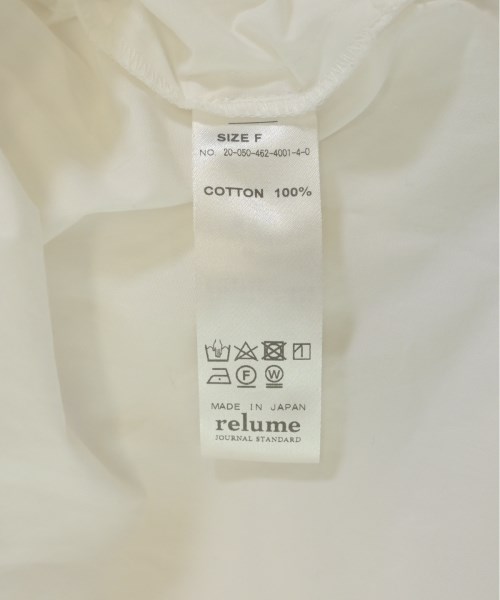 SIZE F
NO. 20-050-462-4001-4-0
COTTON 100%
F W
MADE IN JAPAN
relume
JOURNAL STANDARD